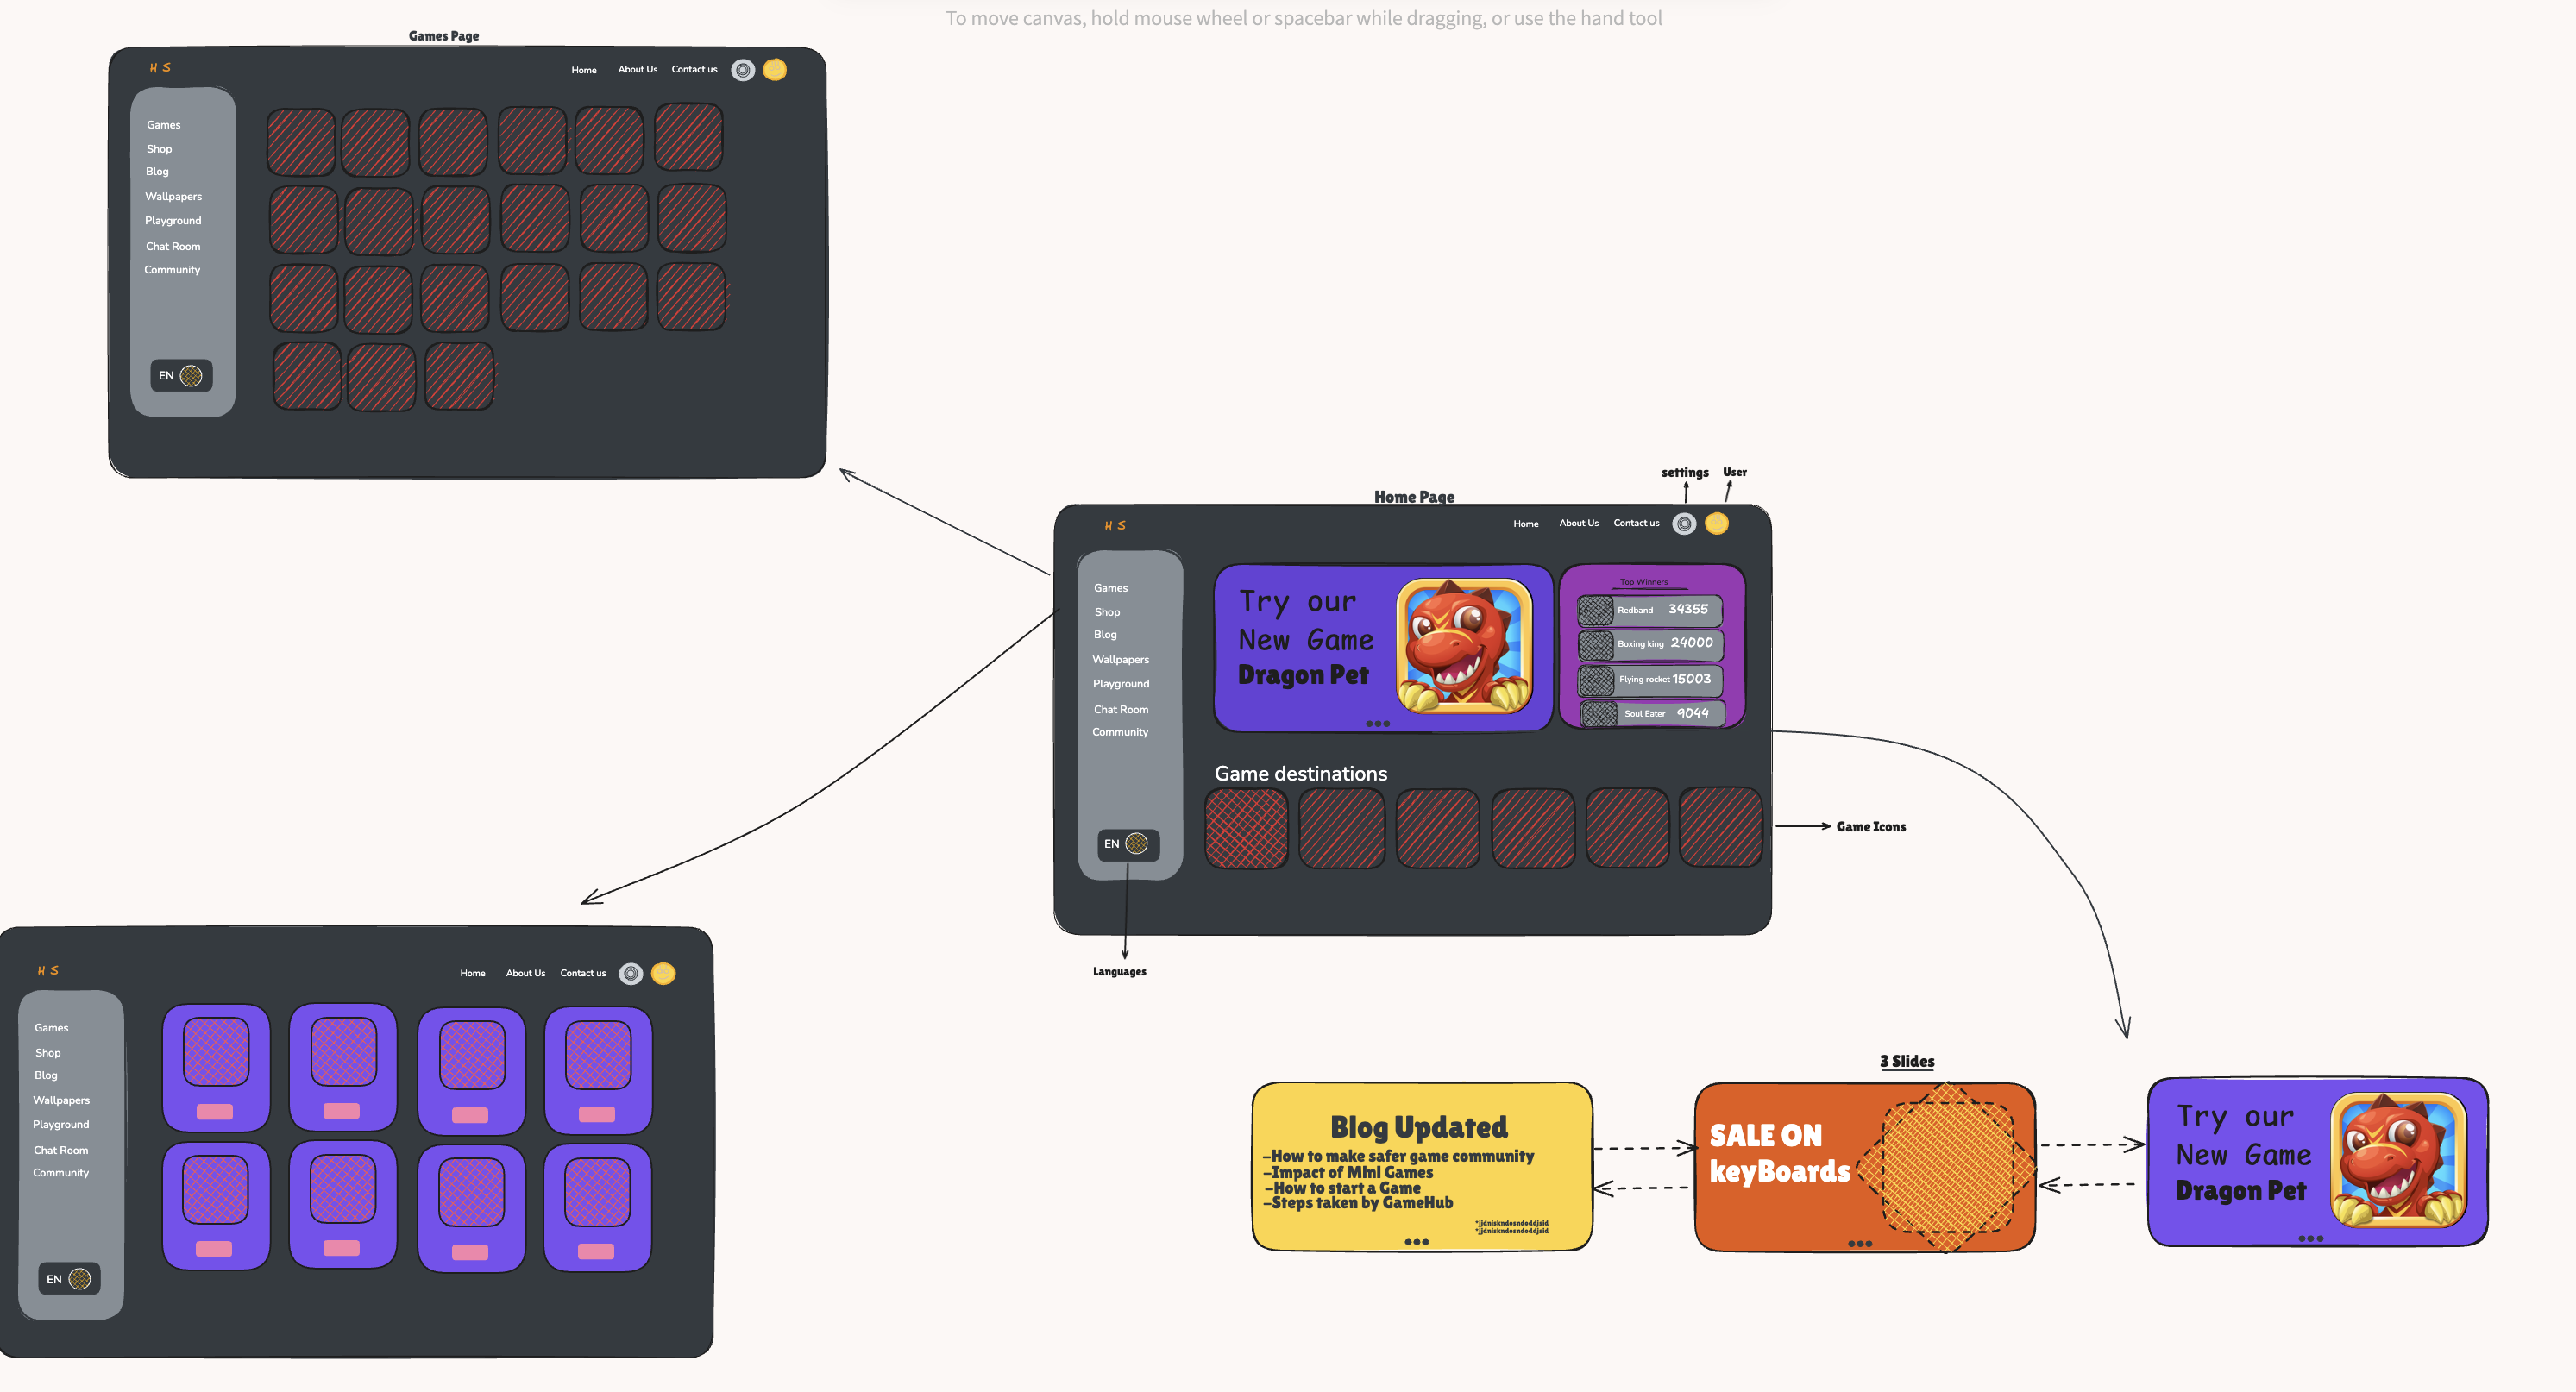 To move canvas, hold mouse wheel or spacebar while dragging, or use the hand tool
Games Page
H S
Home About Us Contact us
Games
Shop
Blog
Wallpapers
Playground
Chat Room
Community
EN
settings User
Home Page
H S
Home About Us Contact us
Games
Shop
Blog
Wallpapers
Playground
Chat Room
Community
EN
Languages
Try our
New Game
Dragon Pet
Top Winners
Redband 34355
Boxing king 24000
Flying rocket 15003
Soul Eater 9044
Game destinations
Game Icons
H S
Home About Us Contact us
Games
Shop
Blog
Wallpapers
Playground
Chat Room
Community
EN
3 Slides
Blog Updated
-How to make safer game community
-Impact of Mini Games
-How to start a Game
-Steps taken by GameHub
SALE ON
keyBoards
Try our
New Game
Dragon Pet